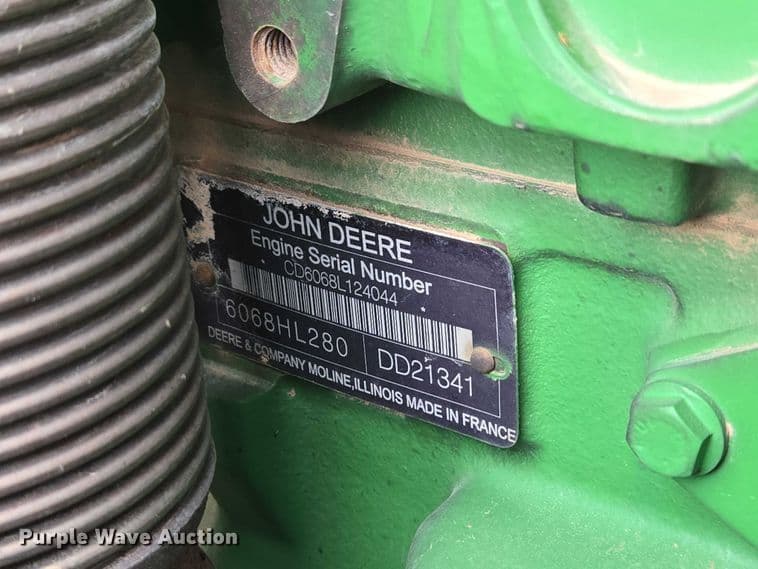 JOHN DEERE
Engine Serial Number
CD6068L124044
6068HL280
DD21341
DEERE & COMPANY MOLINE,ILLINOIS MADE IN FRANCE
Purple Wave Auction